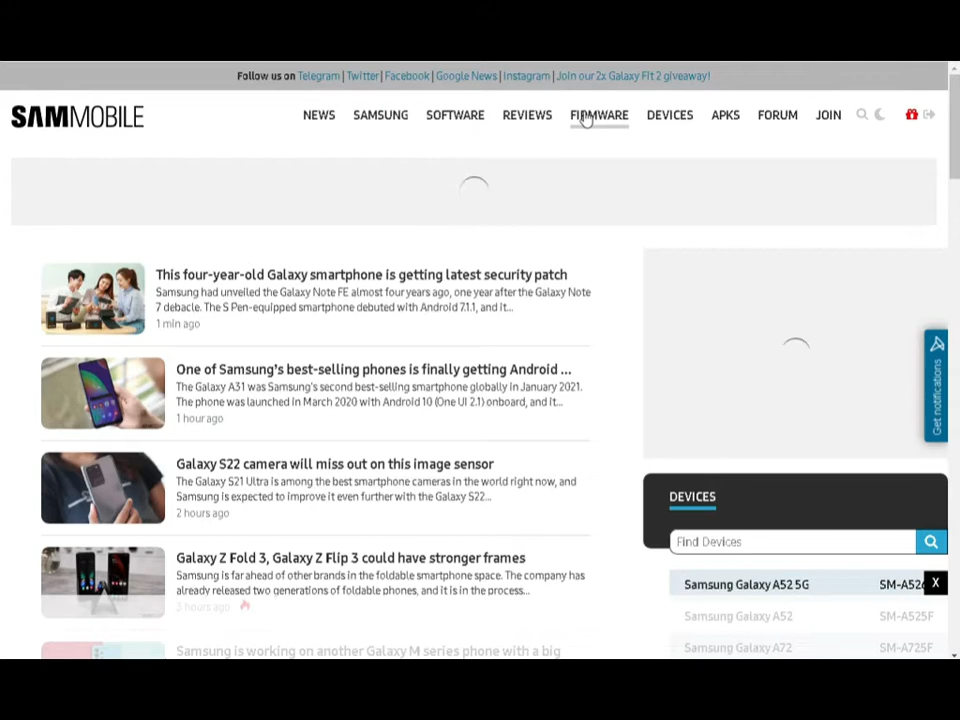 Follow us on Telegram | Twitter | Facebook | Google News | Instagram | Join our 2x Galaxy Fit 2 giveaway!
SAMMOBILE
NEWS SAMSUNG SOFTWARE REVIEWS FIRMWARE DEVICES APKS FORUM JOIN
This four-year-old Galaxy smartphone is getting latest security patch
Samsung had unveiled the Galaxy Note FE almost four years ago, one year after the Galaxy Note
7 debacle. The S Pen-equipped smartphone debuted with Android 7.1.1, and it...
1 min ago
One of Samsung's best-selling phones is finally getting Android ...
The Galaxy A31 was Samsung's second best-selling smartphone globally in January 2021.
The phone was launched in March 2020 with Android 10 (One UI 2.1) onboard, and it...
1 hour ago
Galaxy S22 camera will miss out on this image sensor
The Galaxy S21 Ultra is among the best smartphone cameras in the world right now, and
Samsung is expected to improve it even further with the Galaxy S22...
2 hours ago
Galaxy Z Fold 3, Galaxy Z Flip 3 could have stronger frames
Samsung is far ahead of other brands in the foldable smartphone space. The company has
already released two generations of foldable phones, and it is in the process...
3 hours ago
Samsung is working on another Galaxy M series phone with a big
Get notifications
DEVICES
Find Devices
Samsung Galaxy A52 5G SM-A526
X
Samsung Galaxy A52 SM-A525F
Samsung Galaxy A72 SM-A725F